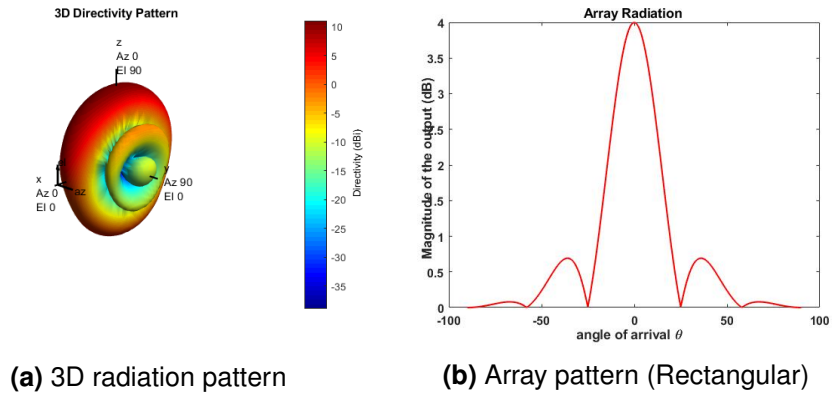 3D Directivity Pattern
z
Az 0
El 90
x
Az 0
El 0
az
y
Az 90
El 0
10
5
0
-5
-10
-15
-20
-25
-30
-35
Directivity (dBi)
(a) 3D radiation pattern
Array Radiation
Magnitude of the output (dB)
4
3.5
3
2.5
2
1.5
1
0.5
0
-100
-50
0
50
100
angle of arrival θ
(b) Array pattern (Rectangular)